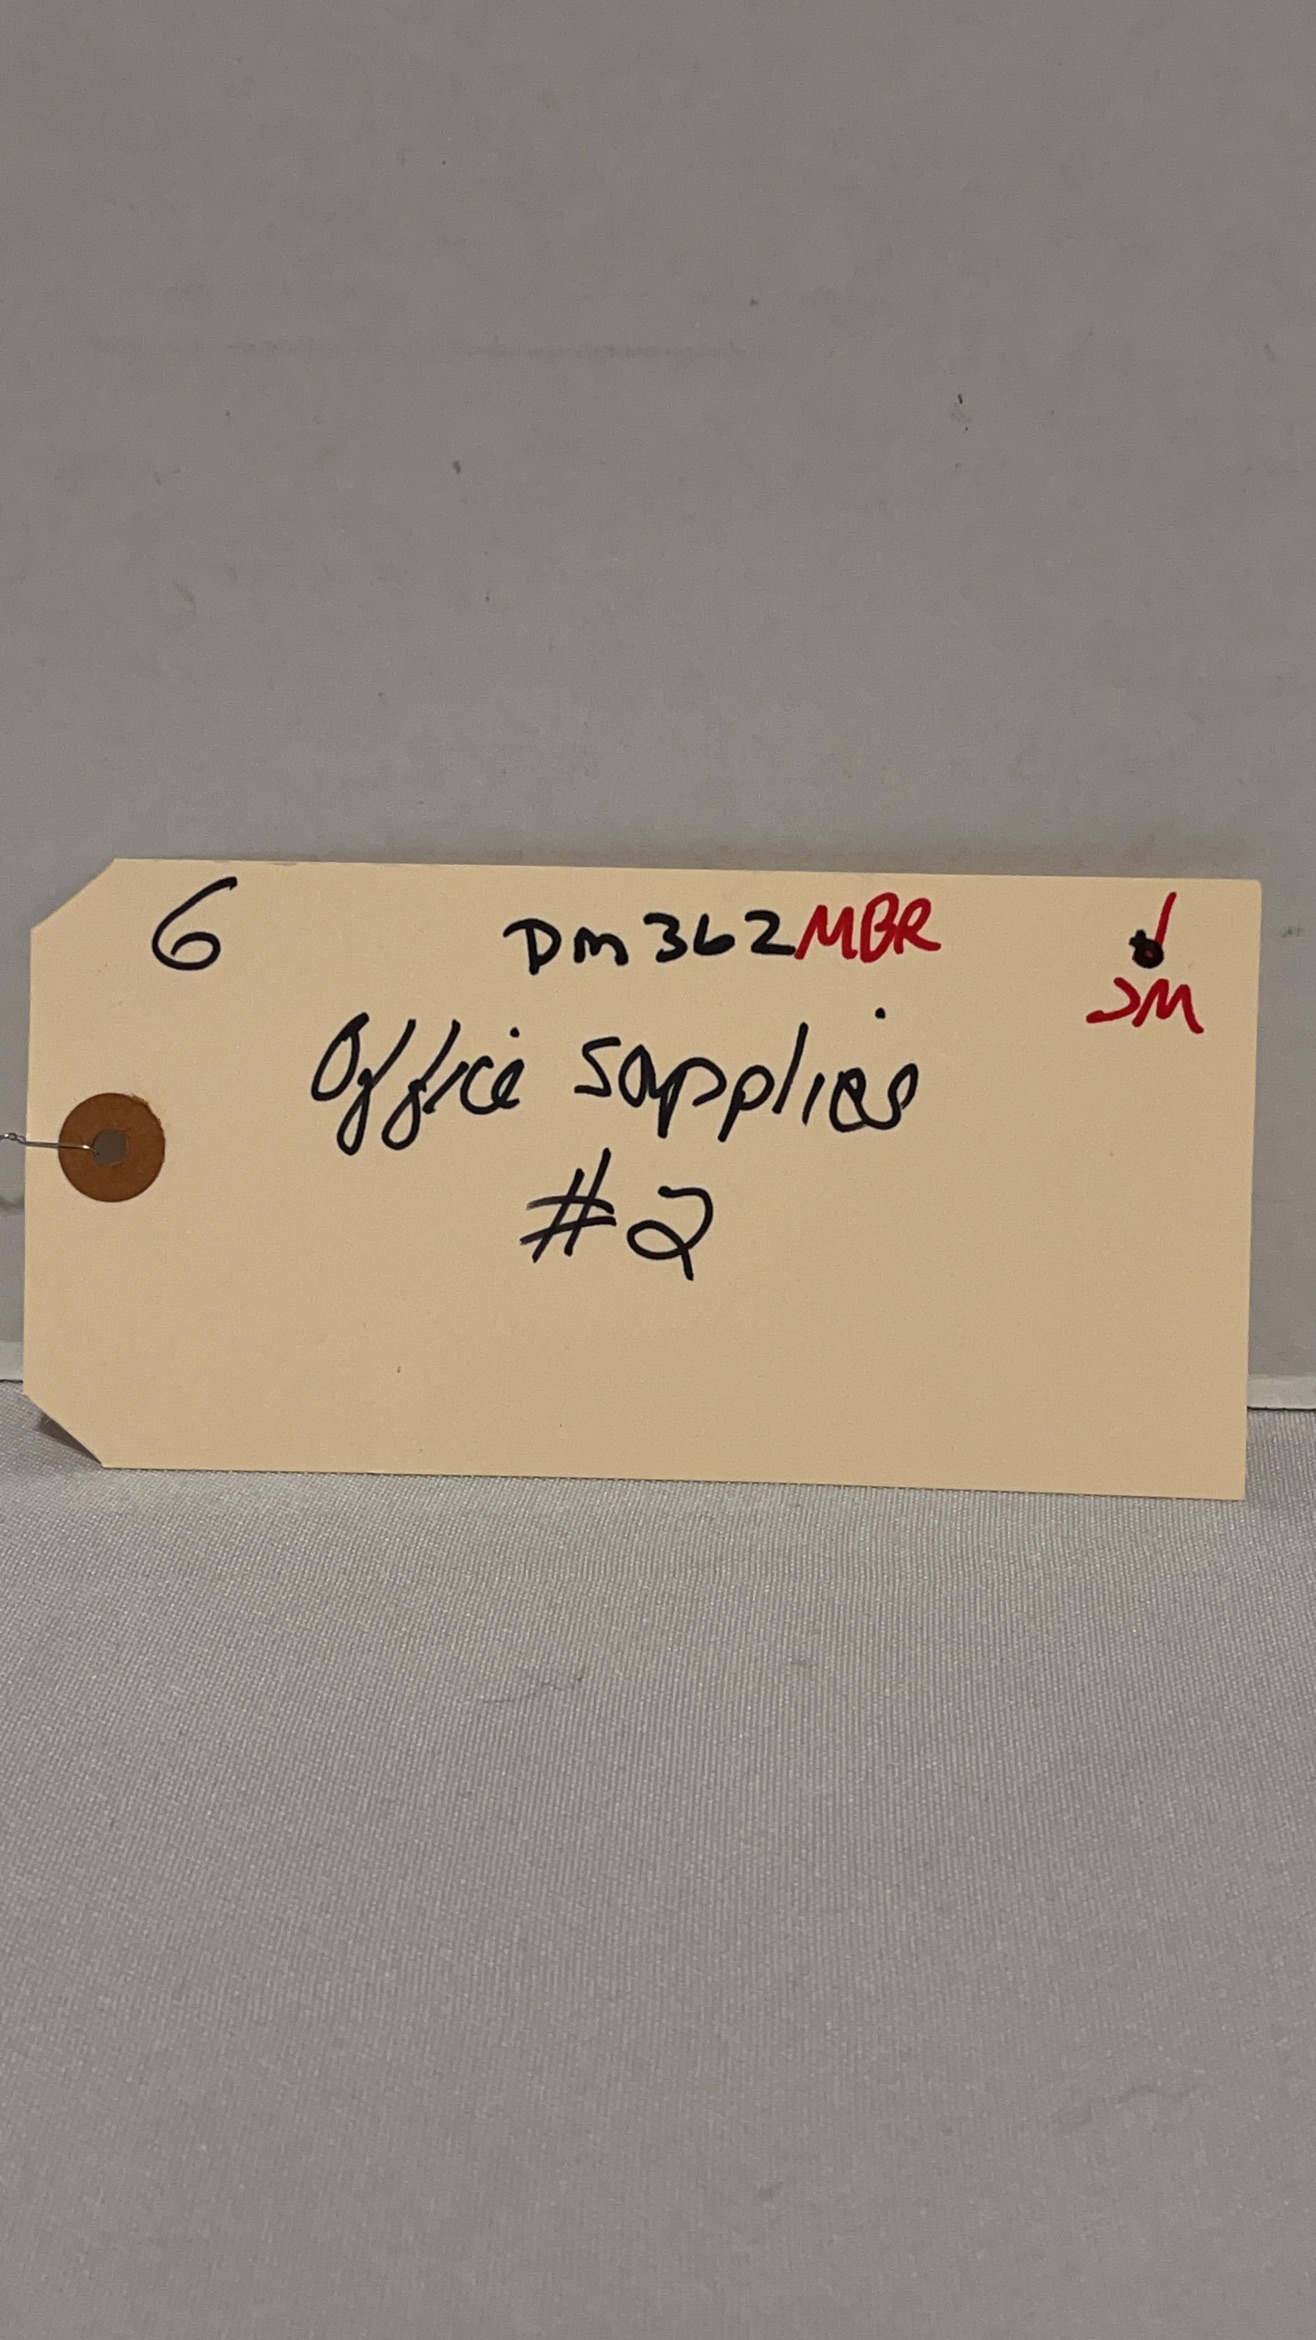 6 DM362MBR
JM
Office Supplies
#2